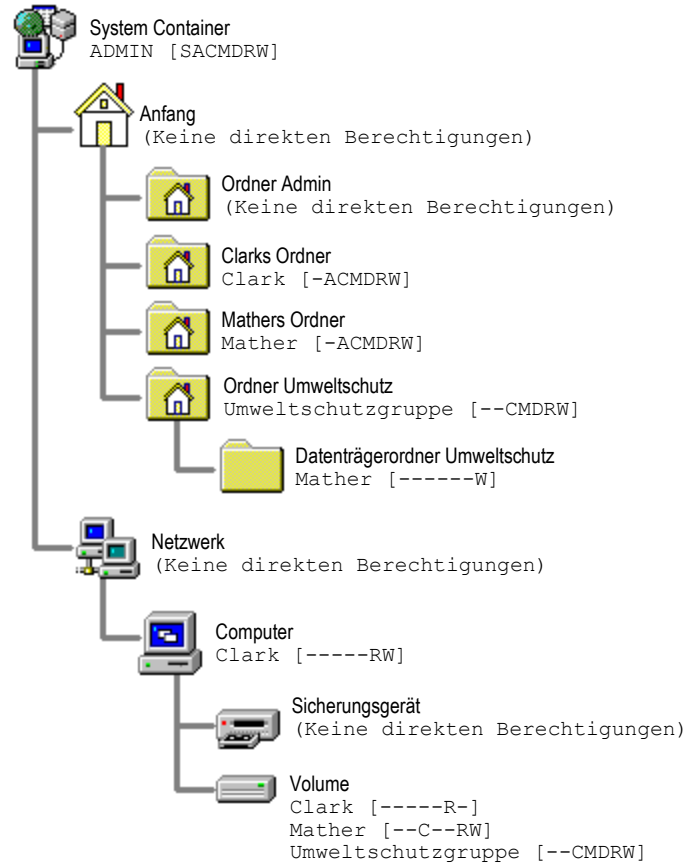 System Container
ADMIN [SACMDRW]
Anfang
(Keine direkten Berechtigungen)
Ordner Admin
(Keine direkten Berechtigungen)
Clarks Ordner
Clark [-ACMDRW]
Mathers Ordner
Mather [-ACMDRW]
Ordner Umweltschutz
Umweltschutzgruppe [--CMDRW]
Datenträgerordner Umweltschutz
Mather [------W]
Netzwerk
(Keine direkten Berechtigungen)
Computer
Clark [-----RW]
Sicherungsgerät
(Keine direkten Berechtigungen)
Volume
Clark [-----R-]
Mather [--C--RW]
Umweltschutzgruppe [--CMDRW]